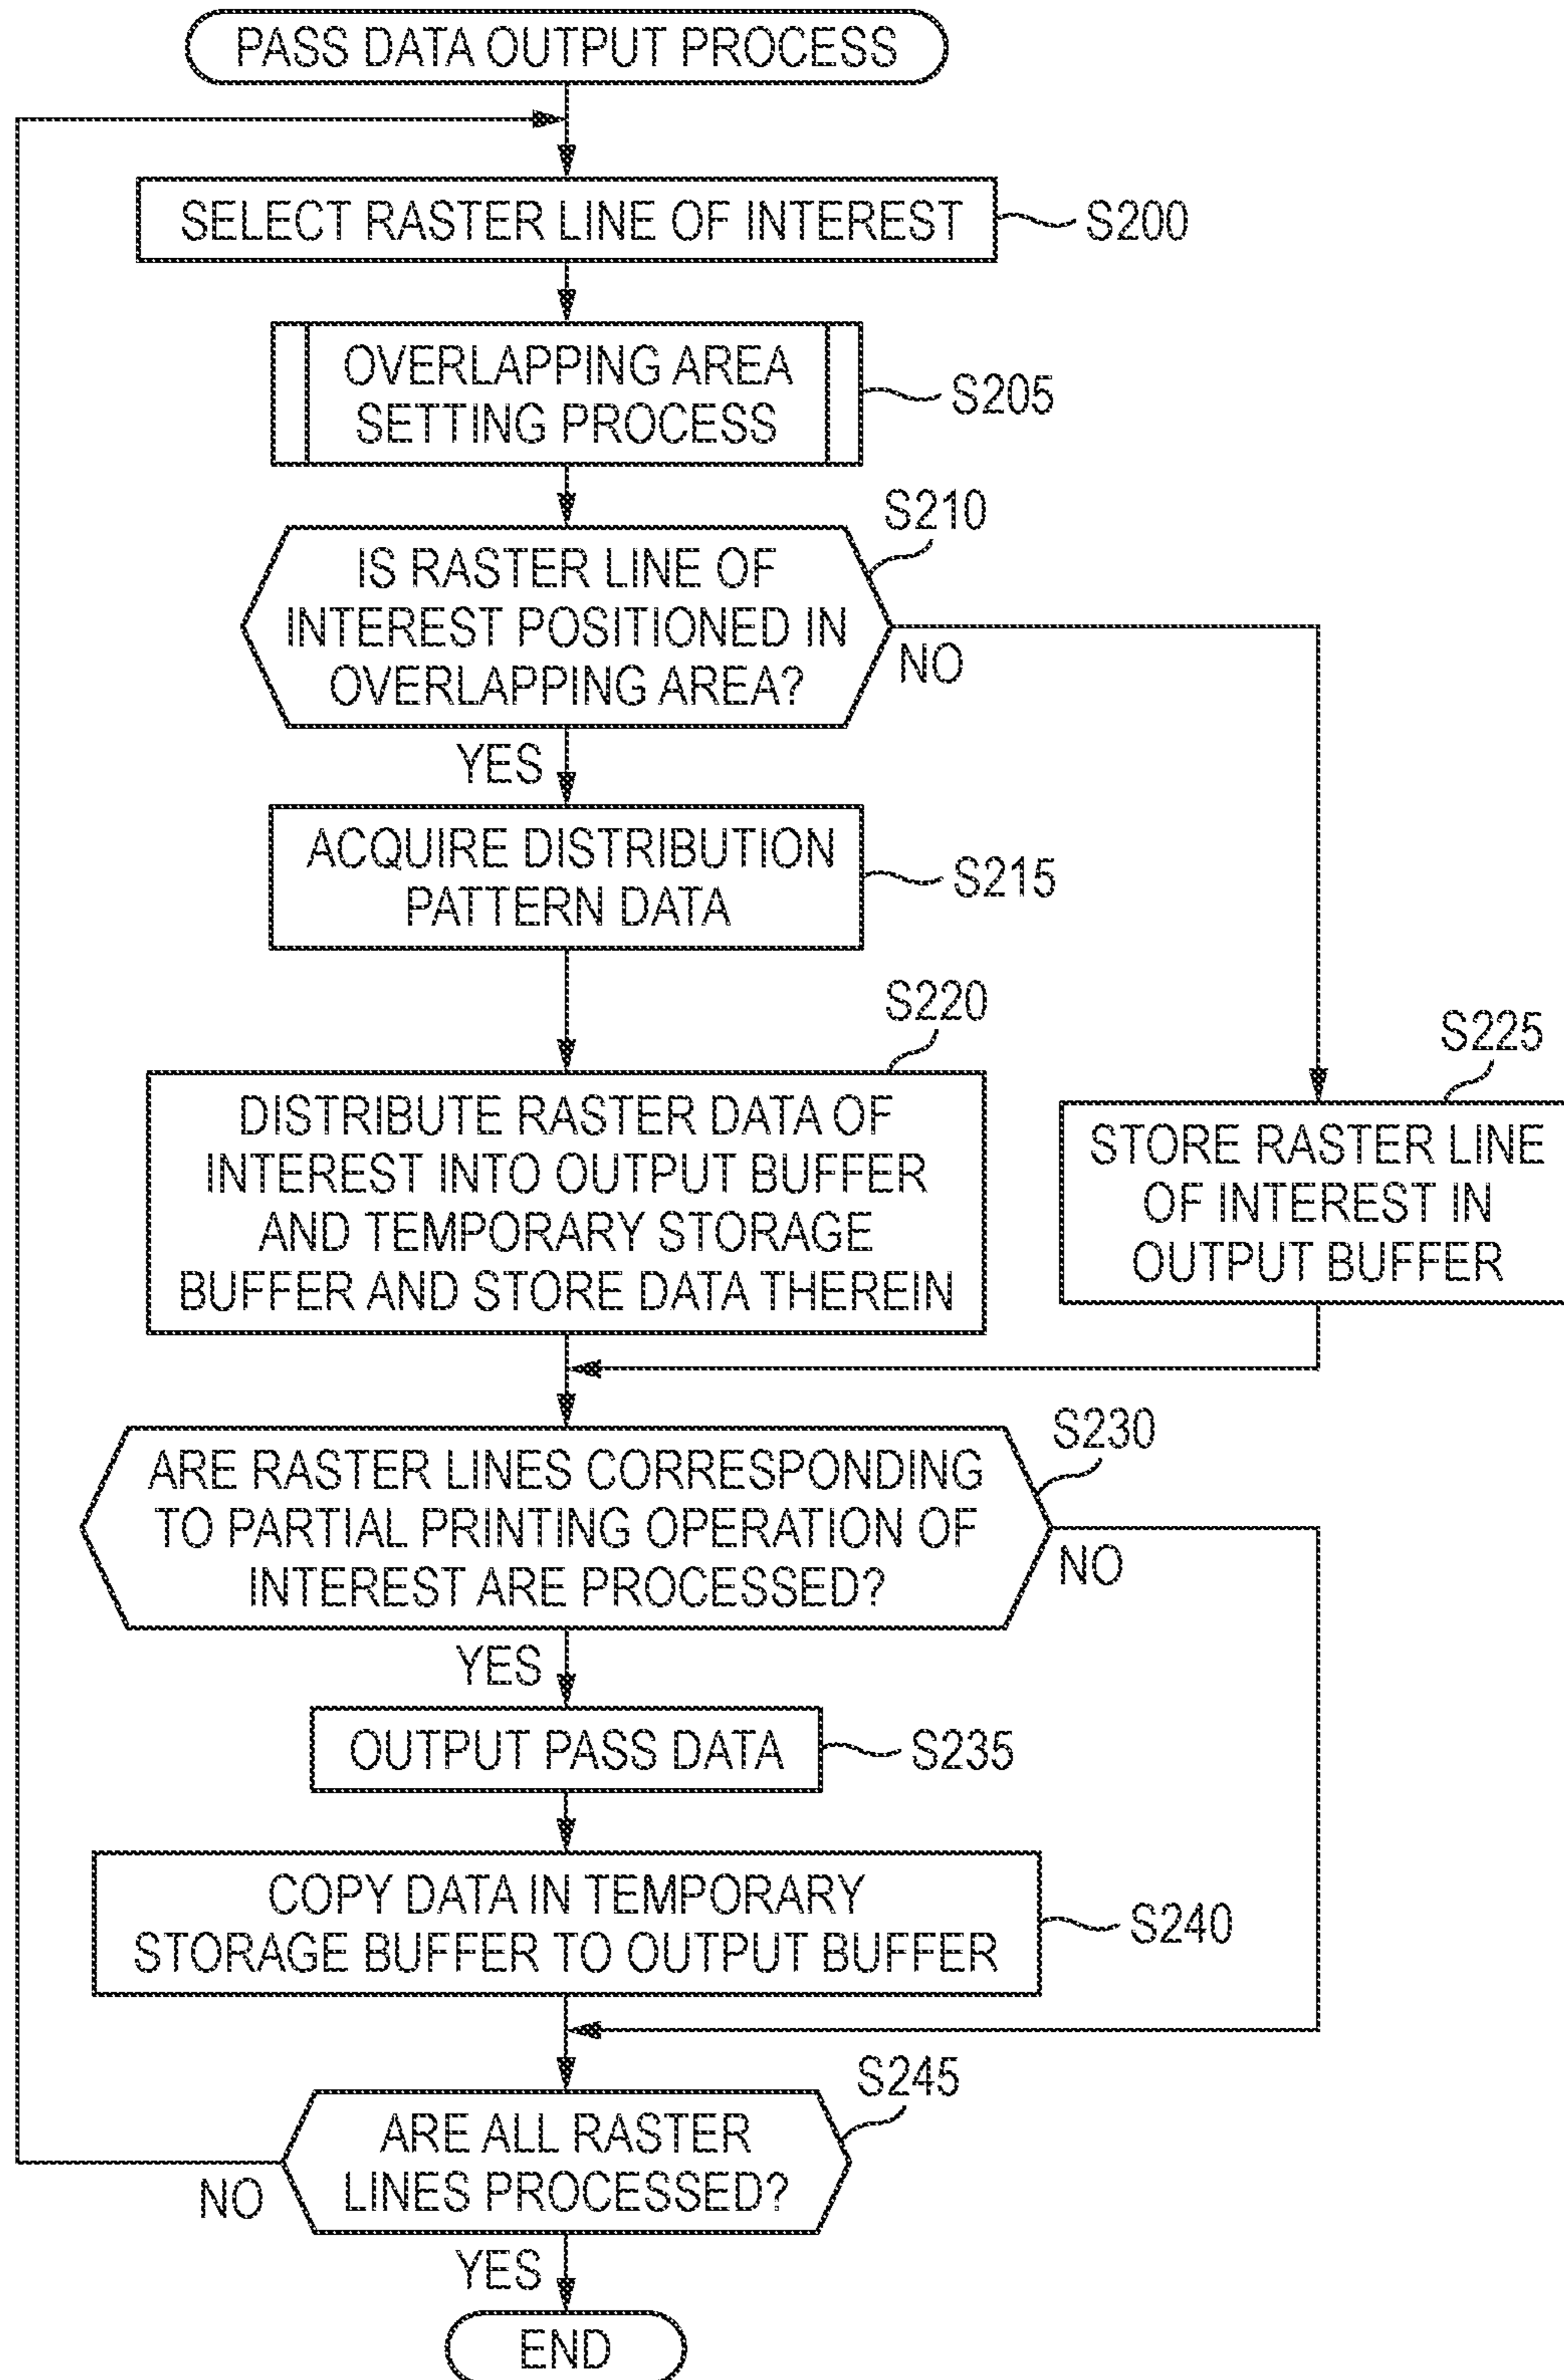 PASS DATA OUTPUT PROCESS
SELECT RASTER LINE OF INTEREST
S200
OVERLAPPING AREA
SETTING PROCESS
S205
S210
IS RASTER LINE OF
INTEREST POSITIONED IN
OVERLAPPING AREA?
NO
YES
ACQUIRE DISTRIBUTION
PATTERN DATA
S215
S220
DISTRIBUTE RASTER DATA OF
INTEREST INTO OUTPUT BUFFER
AND TEMPORARY STORAGE
BUFFER AND STORE DATA THEREIN
S225
STORE RASTER LINE
OF INTEREST IN
OUTPUT BUFFER
S230
ARE RASTER LINES CORRESPONDING
TO PARTIAL PRINTING OPERATION OF
INTEREST ARE PROCESSED?
NO
YES
OUTPUT PASS DATA
S235
COPY DATA IN TEMPORARY
STORAGE BUFFER TO OUTPUT BUFFER
S240
S245
ARE ALL RASTER
LINES PROCESSED?
NO
YES
END